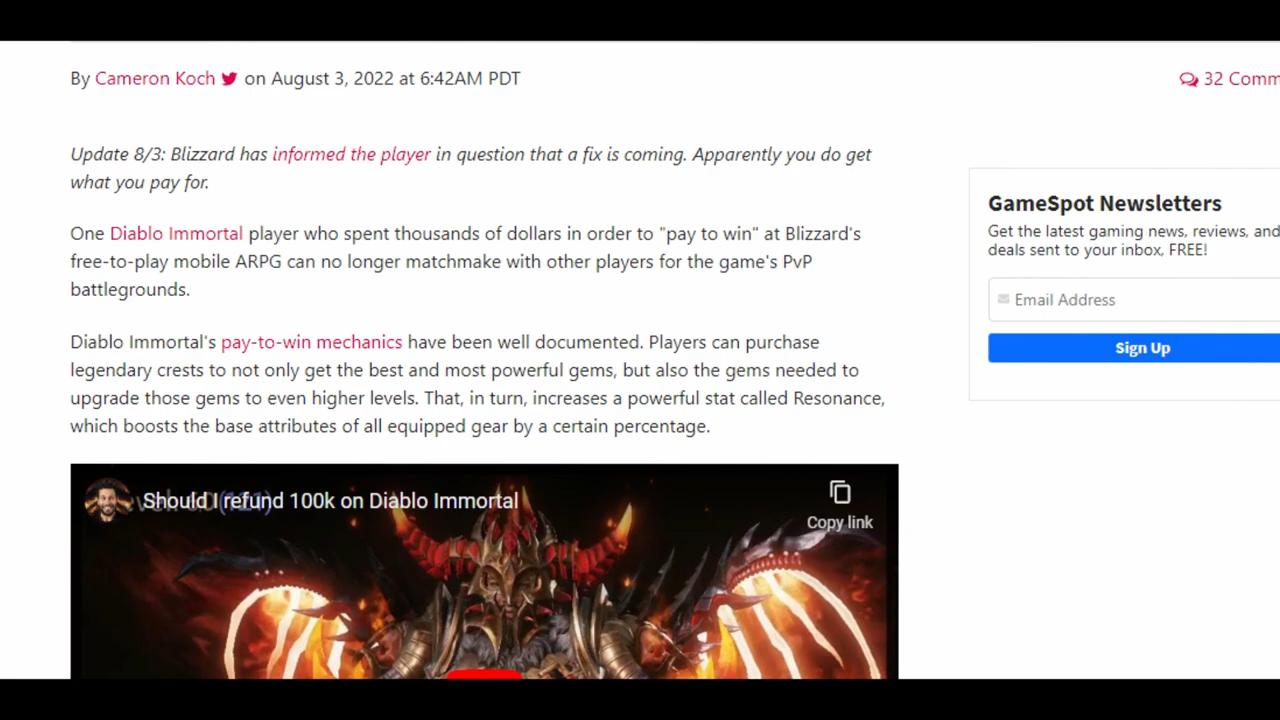 By Cameron Koch on August 3, 2022 at 6:42AM PDT
32 Comm
Update 8/3: Blizzard has informed the player in question that a fix is coming. Apparently you do get
what you pay for.
One Diablo Immortal player who spent thousands of dollars in order to "pay to win" at Blizzard's
free-to-play mobile ARPG can no longer matchmake with other players for the game's PvP
battlegrounds.
Diablo Immortal's pay-to-win mechanics have been well documented. Players can purchase
legendary crests to not only get the best and most powerful gems, but also the gems needed to
upgrade those gems to even higher levels. That, in turn, increases a powerful stat called Resonance,
which boosts the base attributes of all equipped gear by a certain percentage.
Should I refund 100k on Diablo Immortal
Copy link
GameSpot Newsletters
Get the latest gaming news, reviews, and
deals sent to your inbox, FREE!
Email Address
Sign Up